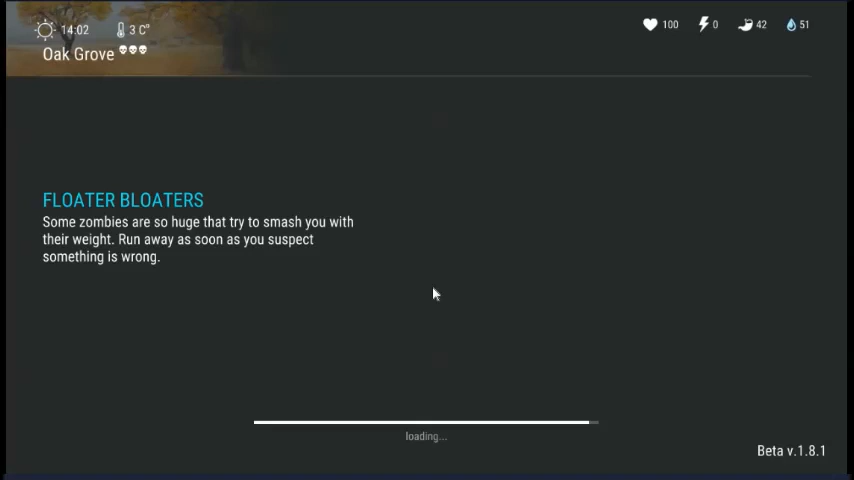 14:02 3 C° 100 0 42 51
Oak Grove
FLOATER BLOATERS
Some zombies are so huge that try to smash you with
their weight. Run away as soon as you suspect
something is wrong.
loading...
Beta v.1.8.1